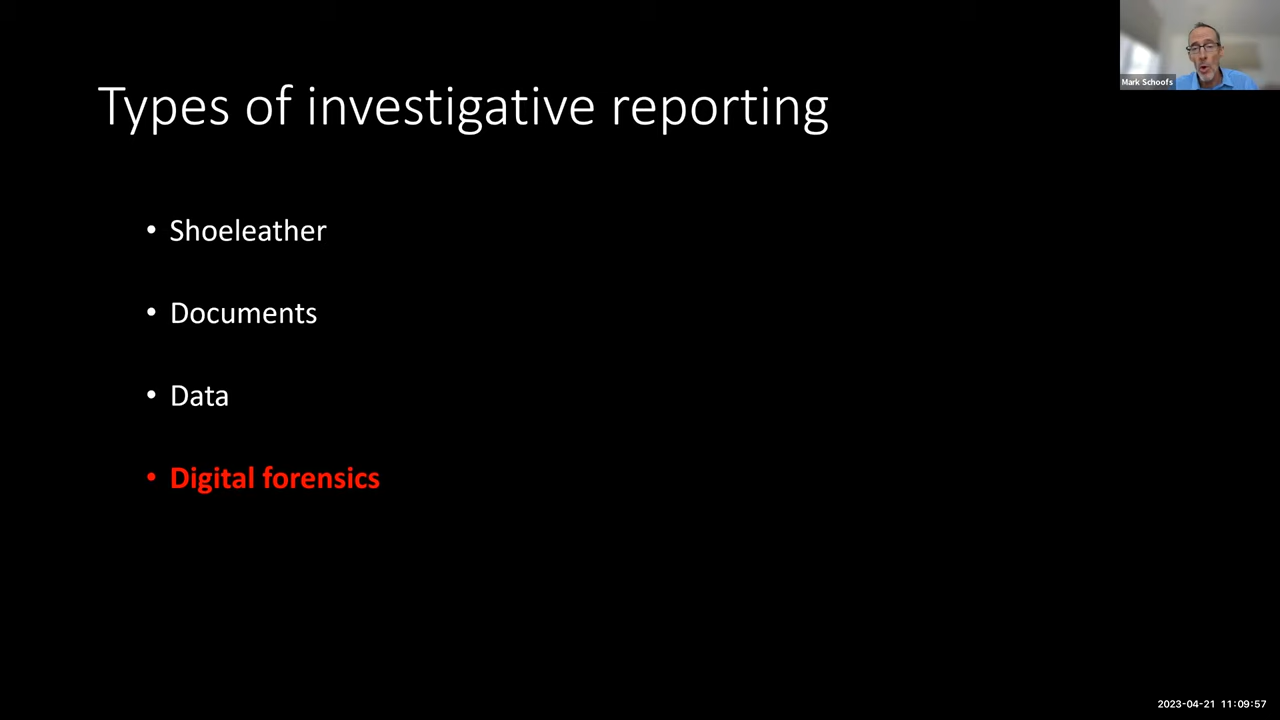 Mark Schoofs
Types of investigative reporting
• Shoeleather
• Documents
• Data
• Digital forensics
2023-04-21 11:09:57